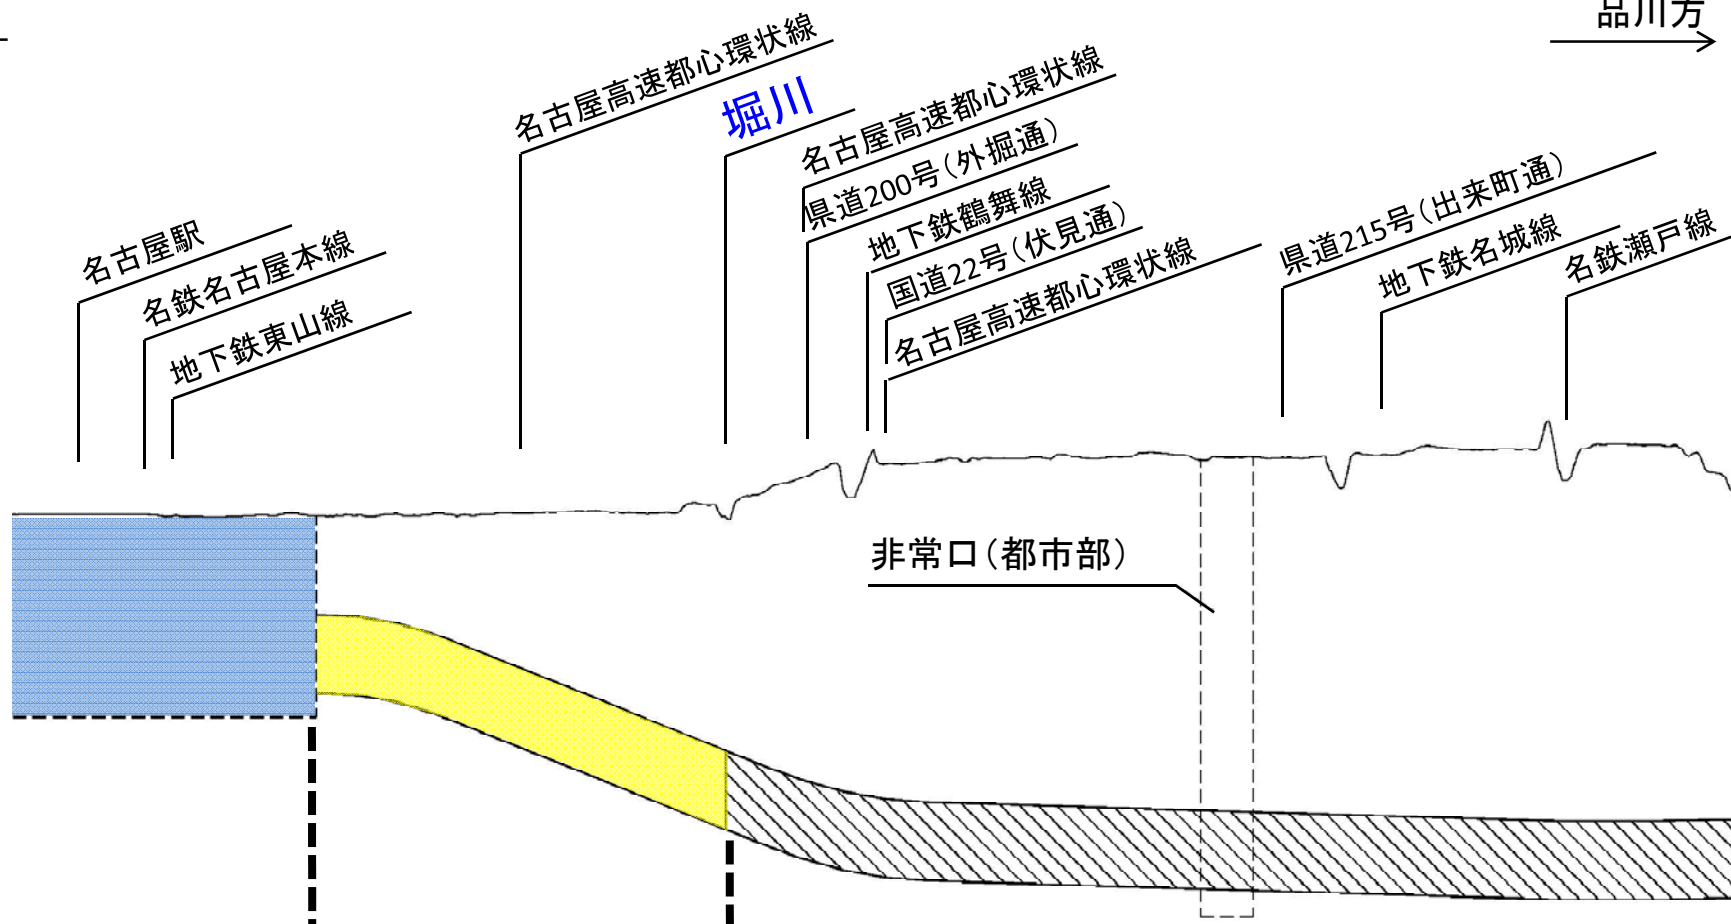 品川方
名古屋高速都心環状線
堀川
名古屋高速都心環状線
県道200号（外掘通）
地下鉄鶴舞線
国道22号（伏見通）
名古屋高速都心環状線
県道215号（出来町通）
地下鉄名城線
名鉄瀬戸線
名古屋駅
名鉄名古屋本線
地下鉄東山線
非常口（都市部）